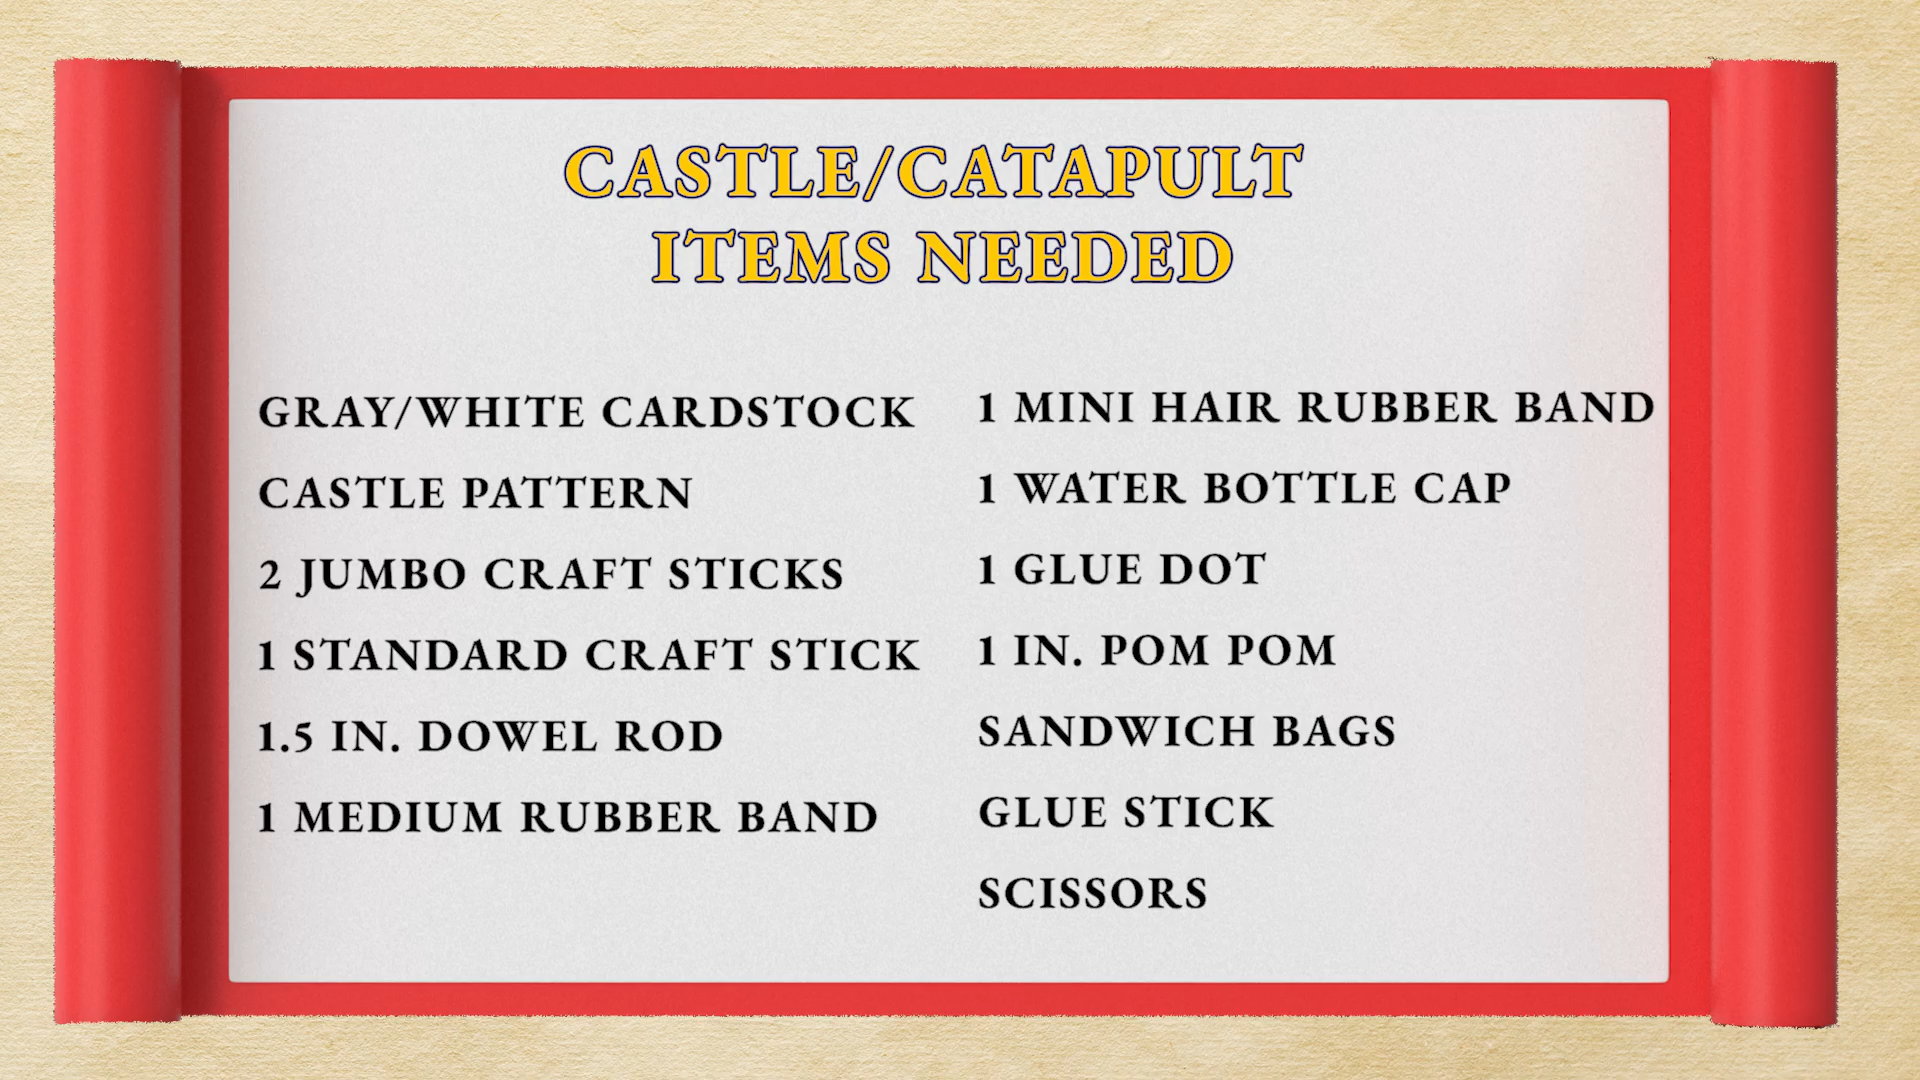 CASTLE/CATAPULT
ITEMS NEEDED
GRAY/WHITE CARDSTOCK
CASTLE PATTERN
2 JUMBO CRAFT STICKS
1 STANDARD CRAFT STICK
1.5 IN. DOWEL ROD
1 MEDIUM RUBBER BAND
1 MINI HAIR RUBBER BAND
1 WATER BOTTLE CAP
1 GLUE DOT
1 IN. POM POM
SANDWICH BAGS
GLUE STICK
SCISSORS